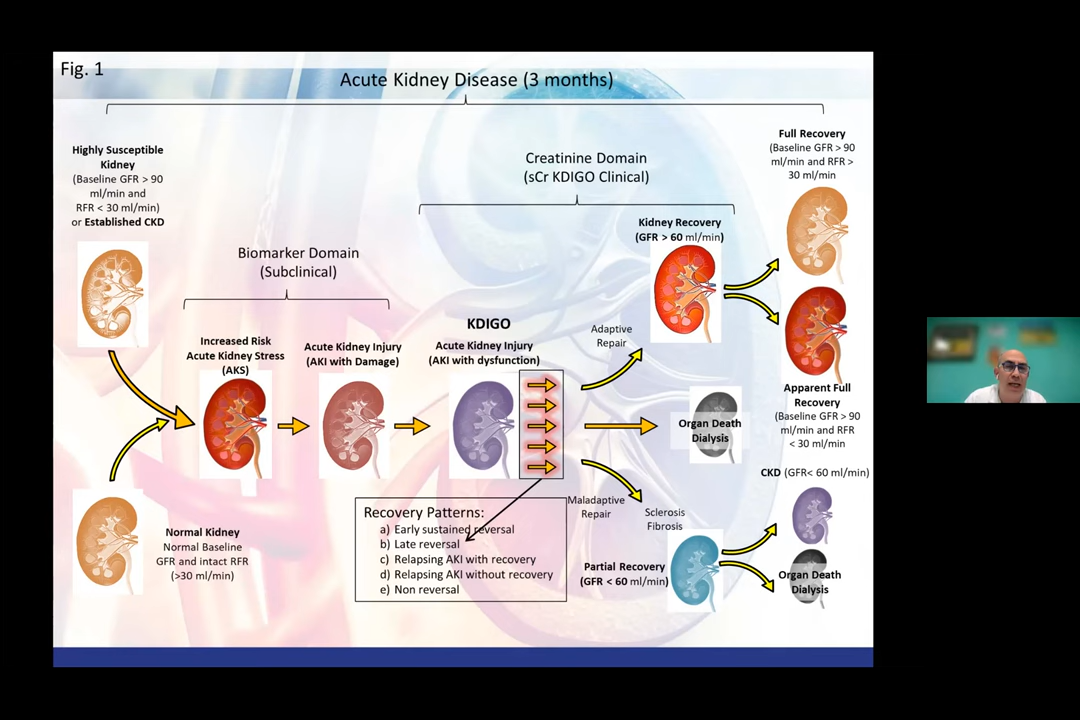 Fig. 1
Acute Kidney Disease (3 months)
Highly Susceptible
Kidney
(Baseline GFR > 90
ml/min and
RFR < 30 ml/min)
or Established CKD
Biomarker Domain
(Subclinical)
Creatinine Domain
(sCr KDIGO Clinical)
Full Recovery
(Baseline GFR > 90
ml/min and RFR >
30 ml/min
Kidney Recovery
(GFR > 60 ml/min)
Increased Risk
Acute Kidney Stress
(AKS)
Acute Kidney Injury
(AKI with Damage)
KDIGO
Acute Kidney Injury
(AKI with dysfunction)
Adaptive
Repair
Apparent Full
Recovery
(Baseline GFR > 90
ml/min and RFR
< 30 ml/min
Organ Death
Dialysis
Normal Kidney
Normal Baseline
GFR and intact RFR
(>30 ml/min)
Recovery Patterns:
a) Early sustained reversal
b) Late reversal
c) Relapsing AKI with recovery
d) Relapsing AKI without recovery
e) Non reversal
Maladaptive
Repair
Sclerosis
Fibrosis
Partial Recovery
(GFR < 60 ml/min)
CKD (GFR< 60 ml/min)
Organ Death
Dialysis